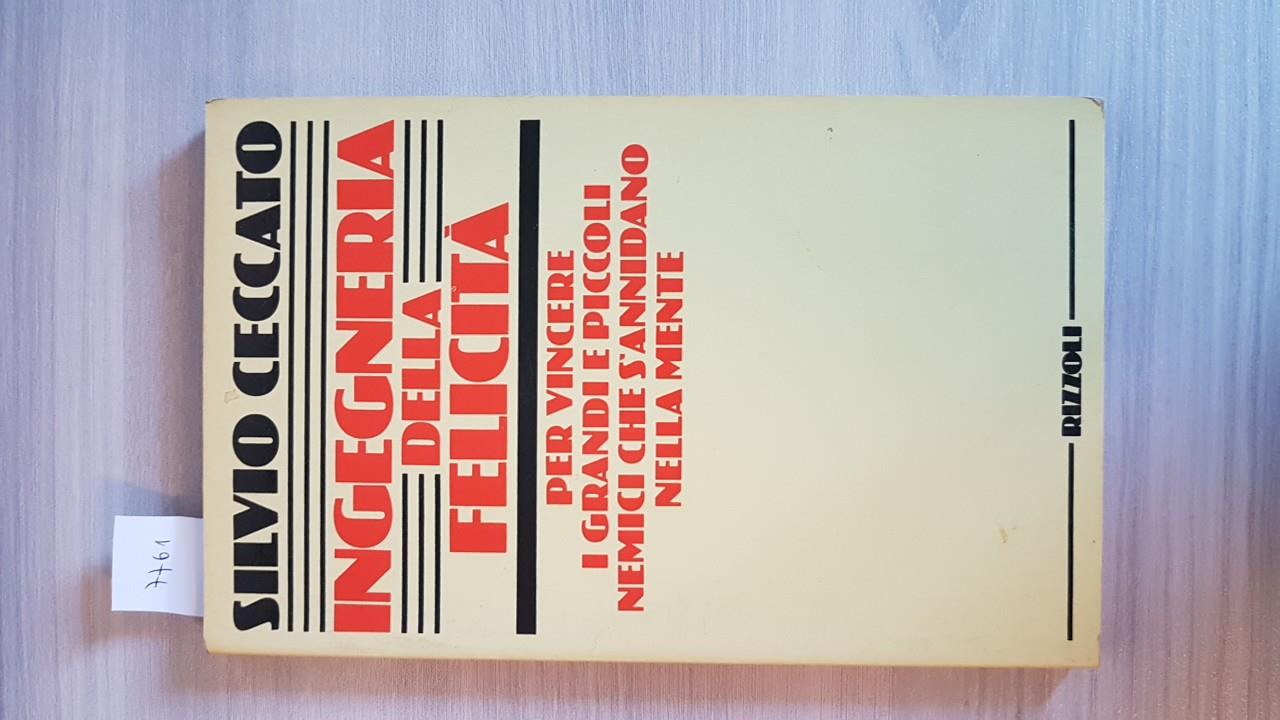 SILVIO CECCATO
INGEGNERIA
DELLA
FELICITÀ
PER VINCERE
I GRANDI E PICCOLI
NEMICI CHE S'ANNIDANO
NELLA MENTE
RIZZOLI
7761